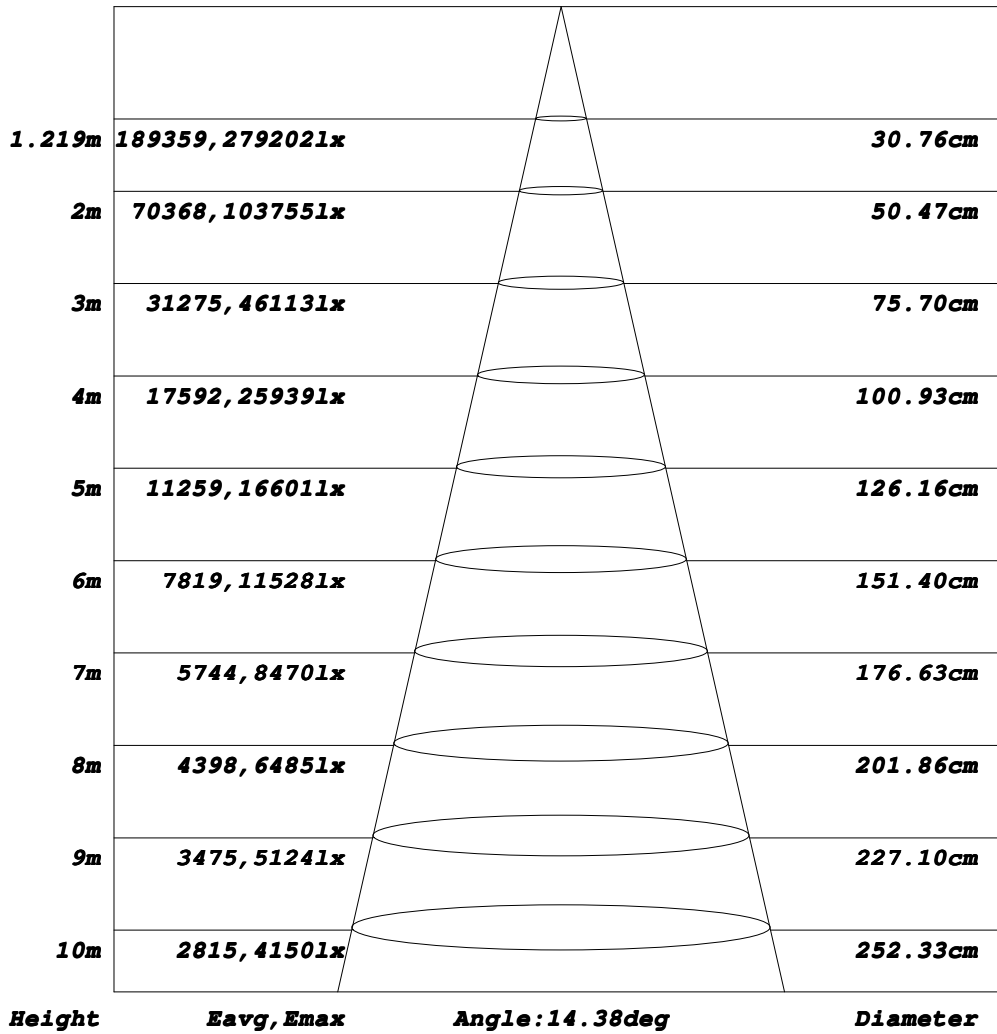 1.219m 189359,279202lx 30.76cm
2m 70368,103755lx 50.47cm
3m 31275,46113lx 75.70cm
4m 17592,25939lx 100.93cm
5m 11259,16601lx 126.16cm
6m 7819,11528lx 151.40cm
7m 5744,8470lx 176.63cm
8m 4398,6485lx 201.86cm
9m 3475,5124lx 227.10cm
10m 2815,4150lx 252.33cm
Height Eavg,Emax Angle:14.38deg Diameter